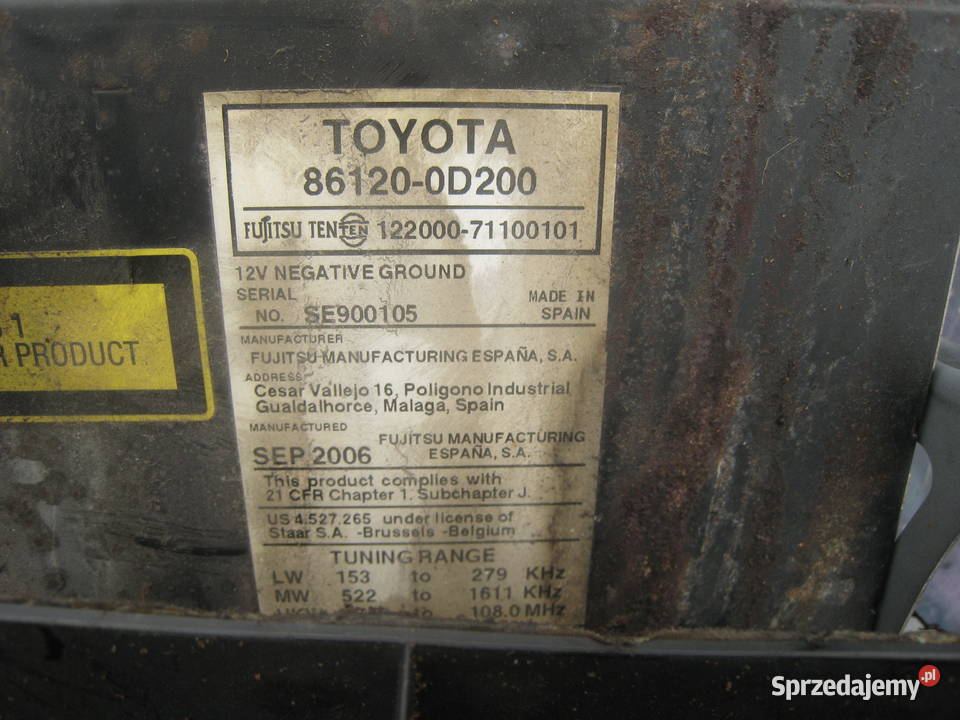 TOYOTA
86120-0D200
FUJITSU TEN TEN 122000-71100101
12V NEGATIVE GROUND
SERIAL
NO. SE900105
MADE IN
SPAIN
MANUFACTURER
FUJITSU MANUFACTURING ESPAÑA, S.A.
ADDRESS
Cesar Vallejo 16, Poligono Industrial
Gualdalhorce, Malaga, Spain
MANUFACTURED
SEP 2006
FUJITSU MANUFACTURING
ESPAÑA, S.A.
This product complies with
21 CFR Chapter 1. Subchapter J.
US 4.527.265 under license of
Staar S.A. -Brussels -Belgium
TUNING RANGE
LW 153 to 279 KHz
MW 522 to 1611 KHz
to 108.0 MHz
1
PRODUCT
Sprzedajemy.pl